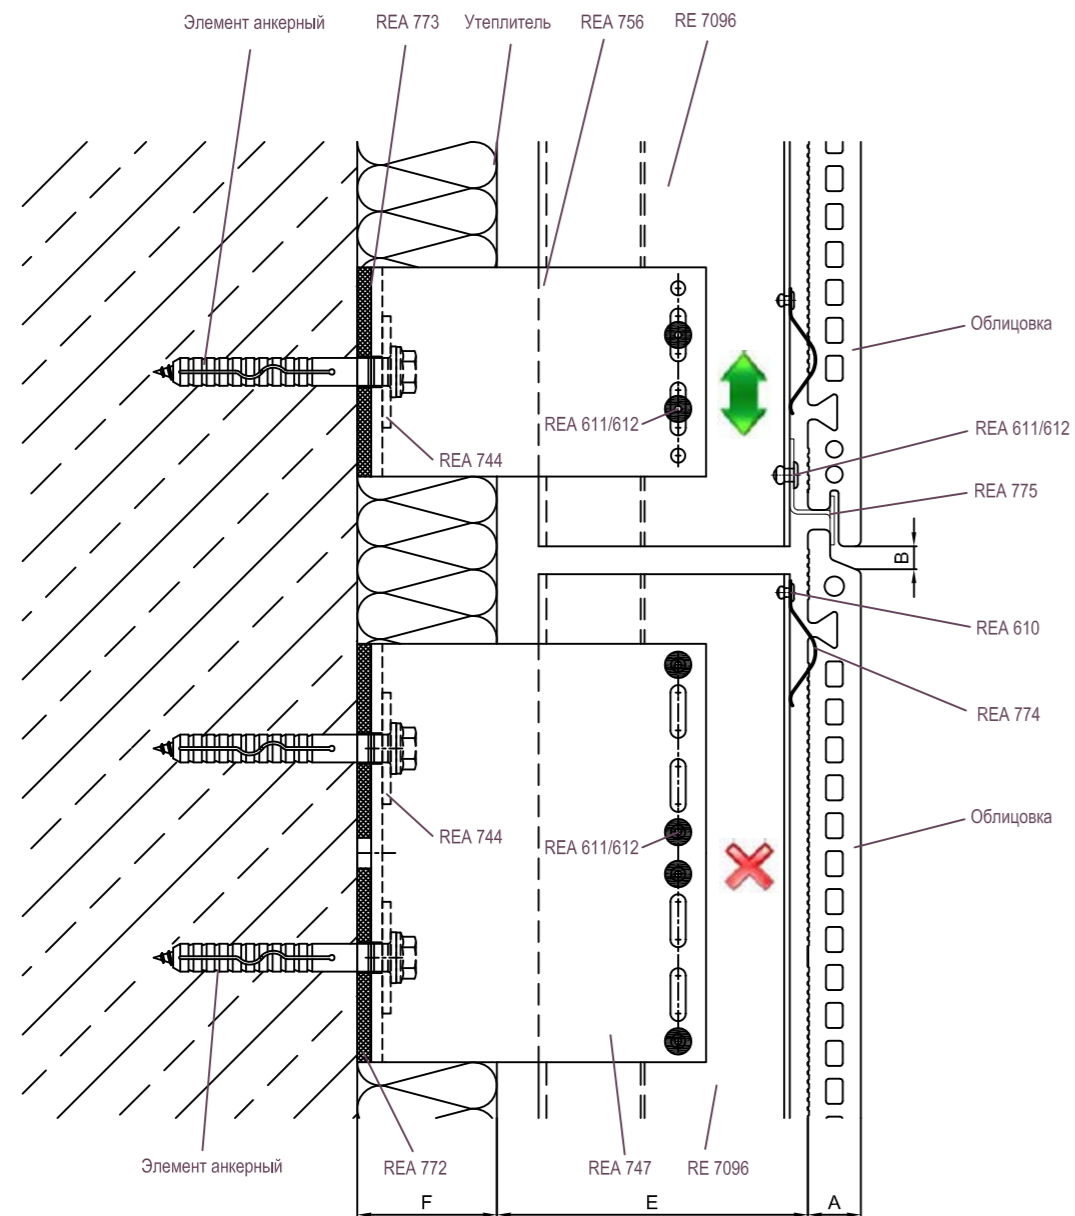 Элемент анкерный
REA 773
Утеплитель
REA 756
RE 7096
Облицовка
REA 611/612
REA 611/612
REA 744
REA 775
B
REA 610
REA 774
Облицовка
REA 744
REA 611/612
Элемент анкерный
REA 772
REA 747
RE 7096
F
E
A